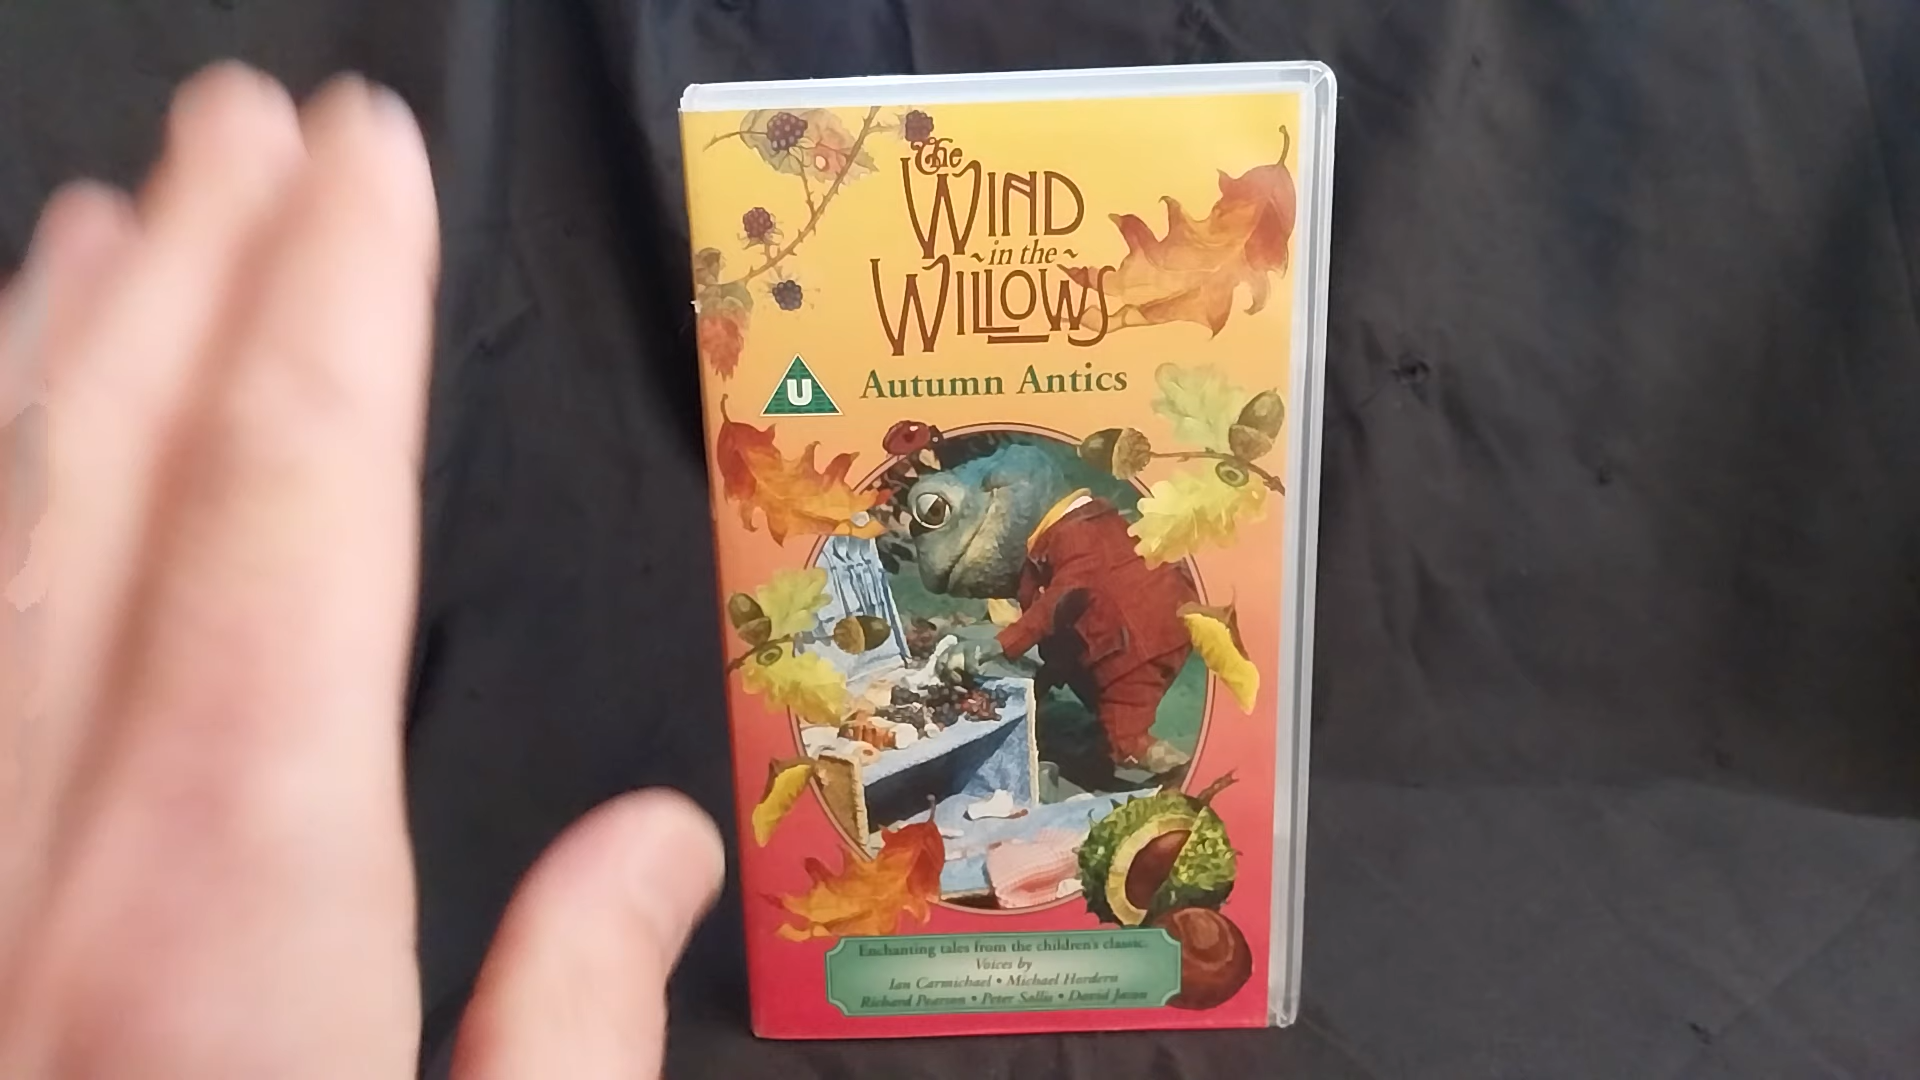 The
WIND
~in the~
WILLOWS
U
Autumn Antics
Enchanting tales from the children's classic.
Voices by
Ian Carmichael • Michael Hordern
Richard Pearson • Peter Sallis • David Jason